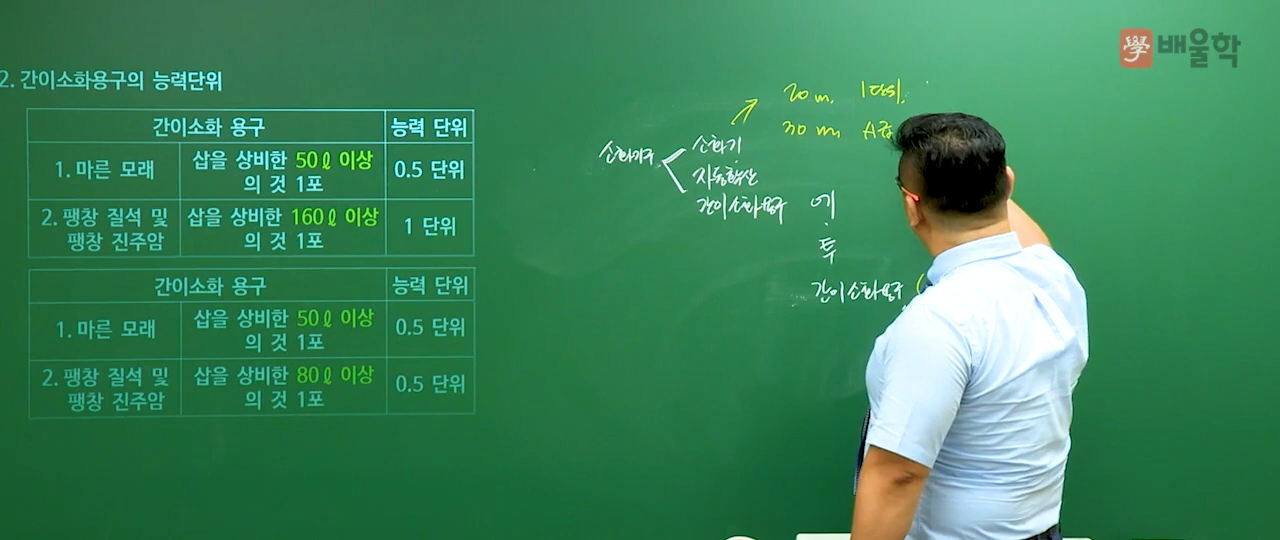 學 배울학
2. 간이소화용구의 능력단위
간이소화 용구 능력 단위
1. 마른 모래 삽을 상비한 50ℓ 이상의 것 1포 0.5 단위
2. 팽창 질석 및 팽창 진주암 삽을 상비한 160ℓ 이상의 것 1포 1 단위
간이소화 용구 능력 단위
1. 마른 모래 삽을 상비한 50ℓ 이상의 것 1포 0.5 단위
2. 팽창 질석 및 팽창 진주암 삽을 상비한 80ℓ 이상의 것 1포 0.5 단위
20m.
30m.
소화기구
소화기
자동확산
간이소화용구 에
투
간이소화용구 (